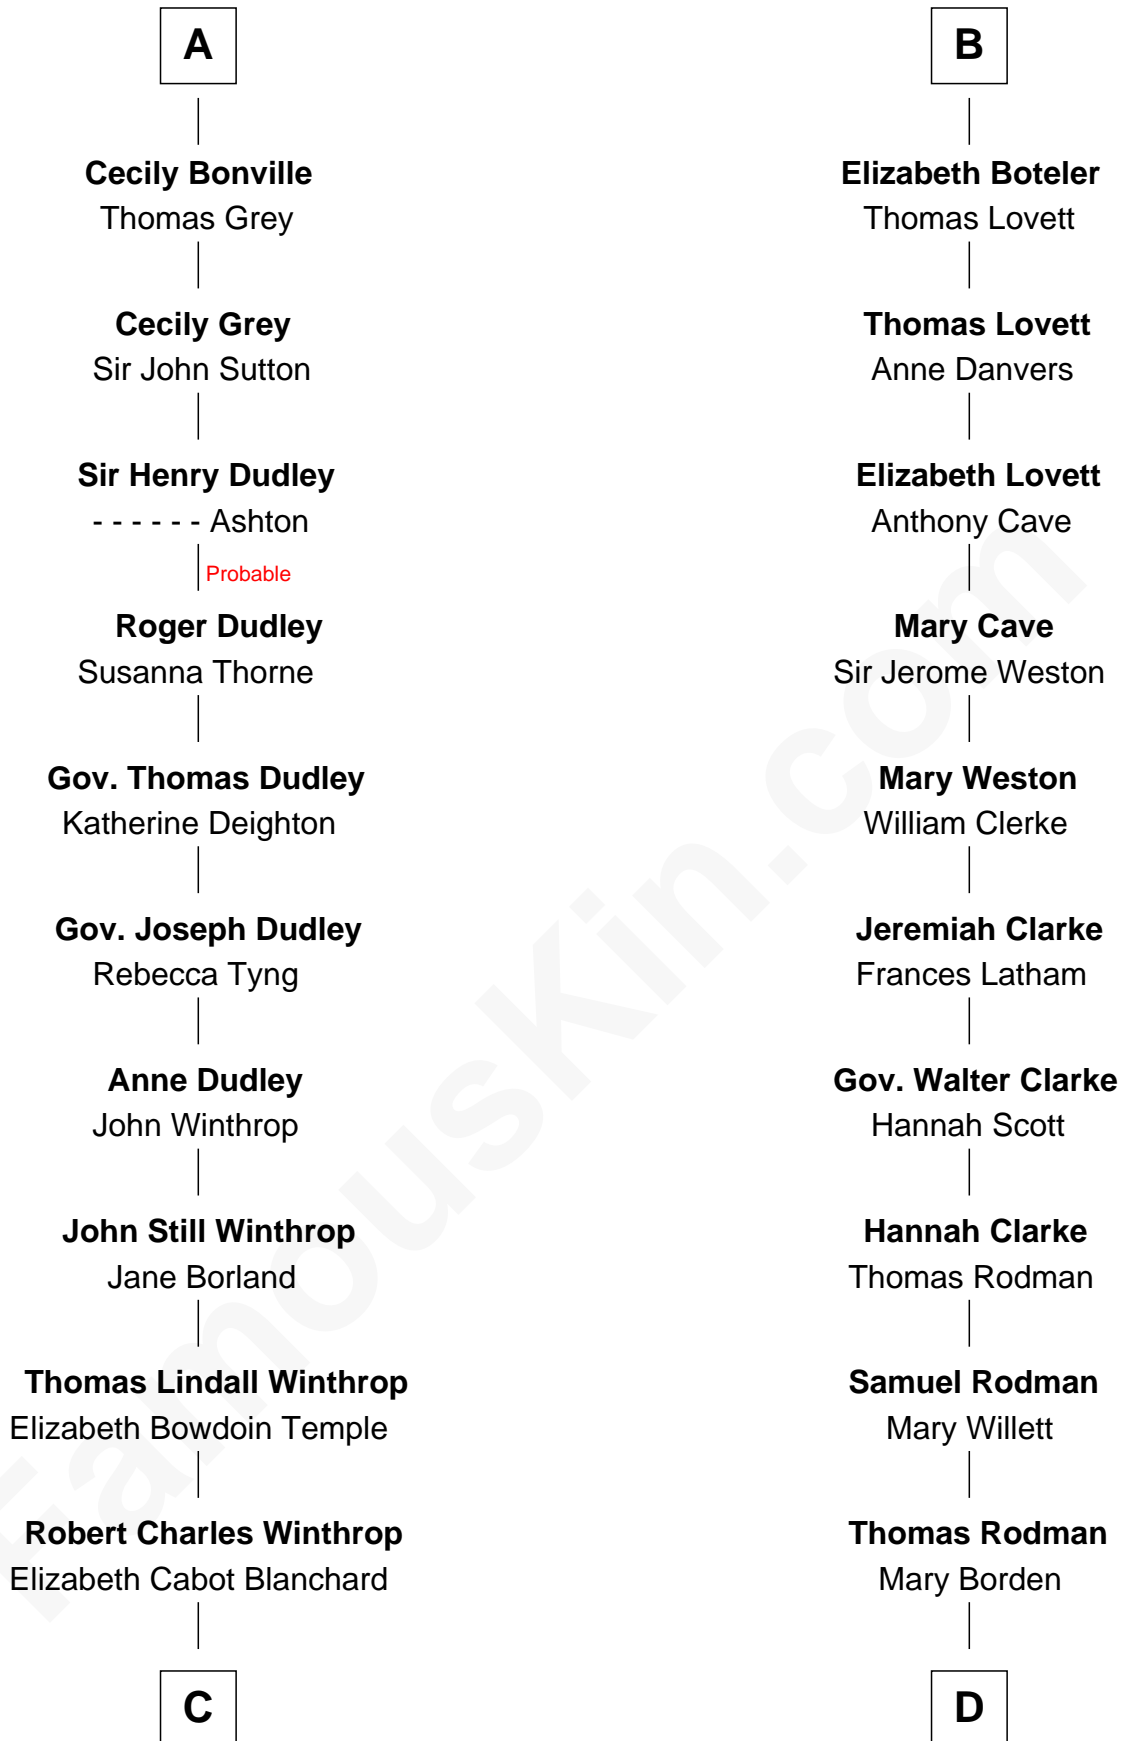 A
Cecily Bonville
Thomas Grey
Cecily Grey
Sir John Sutton
Sir Henry Dudley
- - - - - - Ashton
Probable
Roger Dudley
Susanna Thorne
Gov. Thomas Dudley
Katherine Deighton
Gov. Joseph Dudley
Rebecca Tyng
Anne Dudley
John Winthrop
John Still Winthrop
Jane Borland
Thomas Lindall Winthrop
Elizabeth Bowdoin Temple
Robert Charles Winthrop
Elizabeth Cabot Blanchard
C
B
Elizabeth Boteler
Thomas Lovett
Thomas Lovett
Anne Danvers
Elizabeth Lovett
Anthony Cave
Mary Cave
Sir Jerome Weston
Mary Weston
William Clerke
Jeremiah Clarke
Frances Latham
Gov. Walter Clarke
Hannah Scott
Hannah Clarke
Thomas Rodman
Samuel Rodman
Mary Willett
Thomas Rodman
Mary Borden
D
FamousKin.com